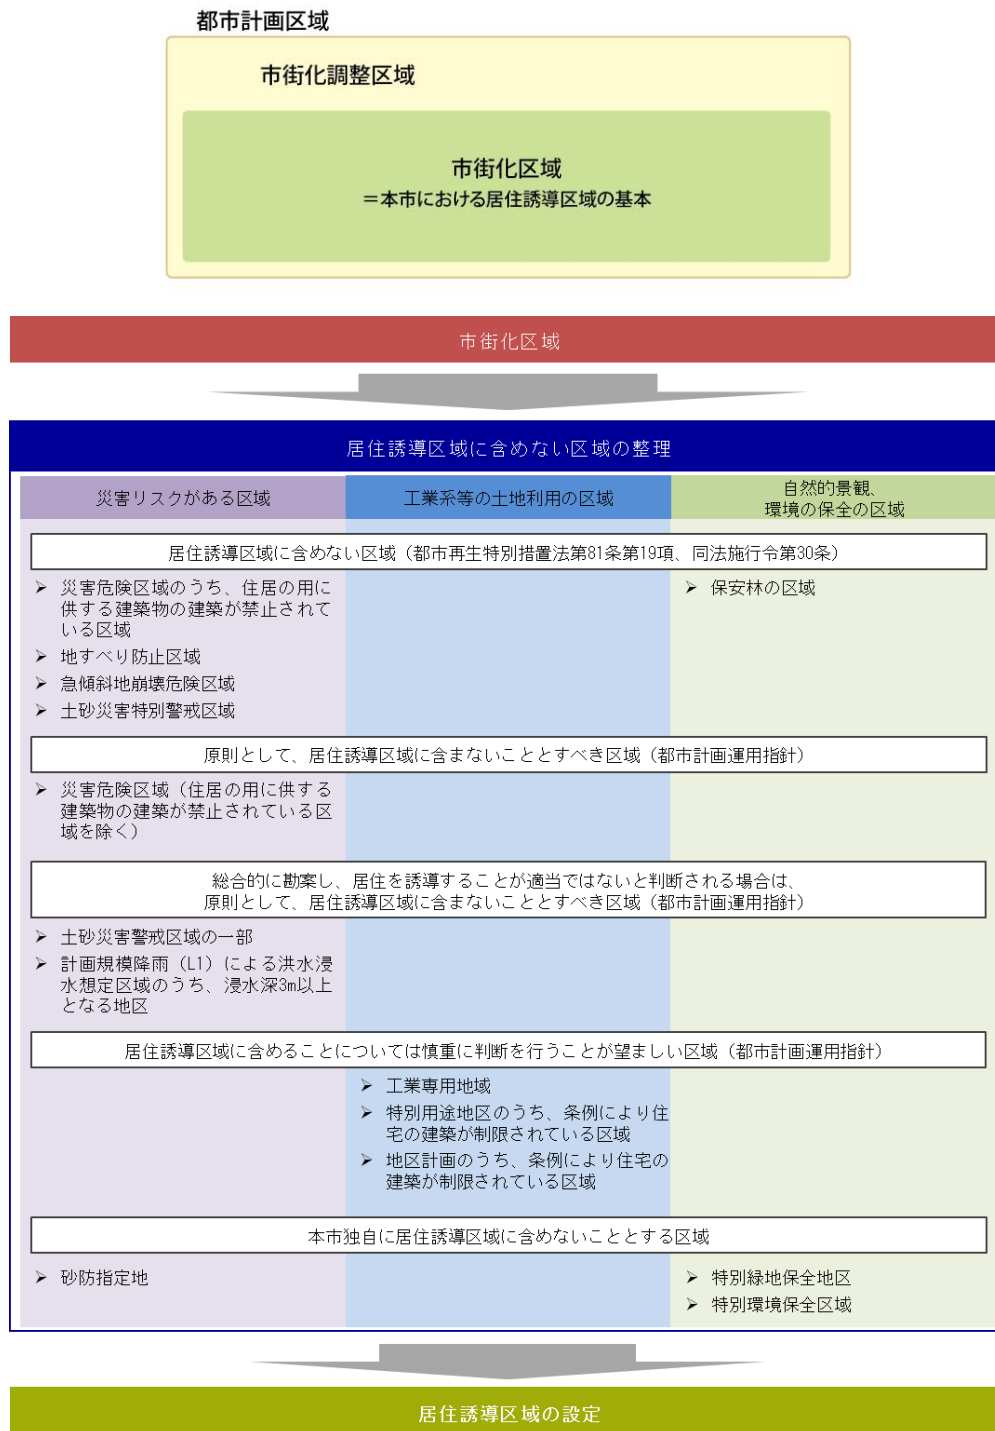 都市計画区域
市街化調整区域
市街化区域
＝本市における居住誘導区域の基本
市街化区域
居住誘導区域に含めない区域の整理
災害リスクがある区域
工業系等の土地利用の区域
自然的景観、
環境の保全の区域
居住誘導区域に含めない区域（都市再生特別措置法第81条第19項、同法施行令第30条）
➢ 災害危険区域のうち、住居の用に
供する建築物の建築が禁止されて
いる区域
➢ 地すべり防止区域
➢ 急傾斜地崩壊危険区域
➢ 土砂災害特別警戒区域
➢ 保安林の区域
原則として、居住誘導区域に含まないこととすべき区域（都市計画運用指針）
➢ 災害危険区域（住居の用に供する
建築物の建築が禁止されている区
域を除く）
総合的に勘案し、居住を誘導することが適当ではないと判断される場合は、
原則として、居住誘導区域に含まないこととすべき区域（都市計画運用指針）
➢ 土砂災害警戒区域の一部
➢ 計画規模降雨（L1）による洪水浸
水想定区域のうち、浸水深3m以上
となる地区
居住誘導区域に含めることについては慎重に判断を行うことが望ましい区域（都市計画運用指針）
➢ 工業専用地域
➢ 特別用途地区のうち、条例により住
宅の建築が制限されている区域
➢ 地区計画のうち、条例により住宅の
建築が制限されている区域
本市独自に居住誘導区域に含めないこととする区域
➢ 砂防指定地
➢ 特別緑地保全地区
➢ 特別環境保全区域
居住誘導区域の設定